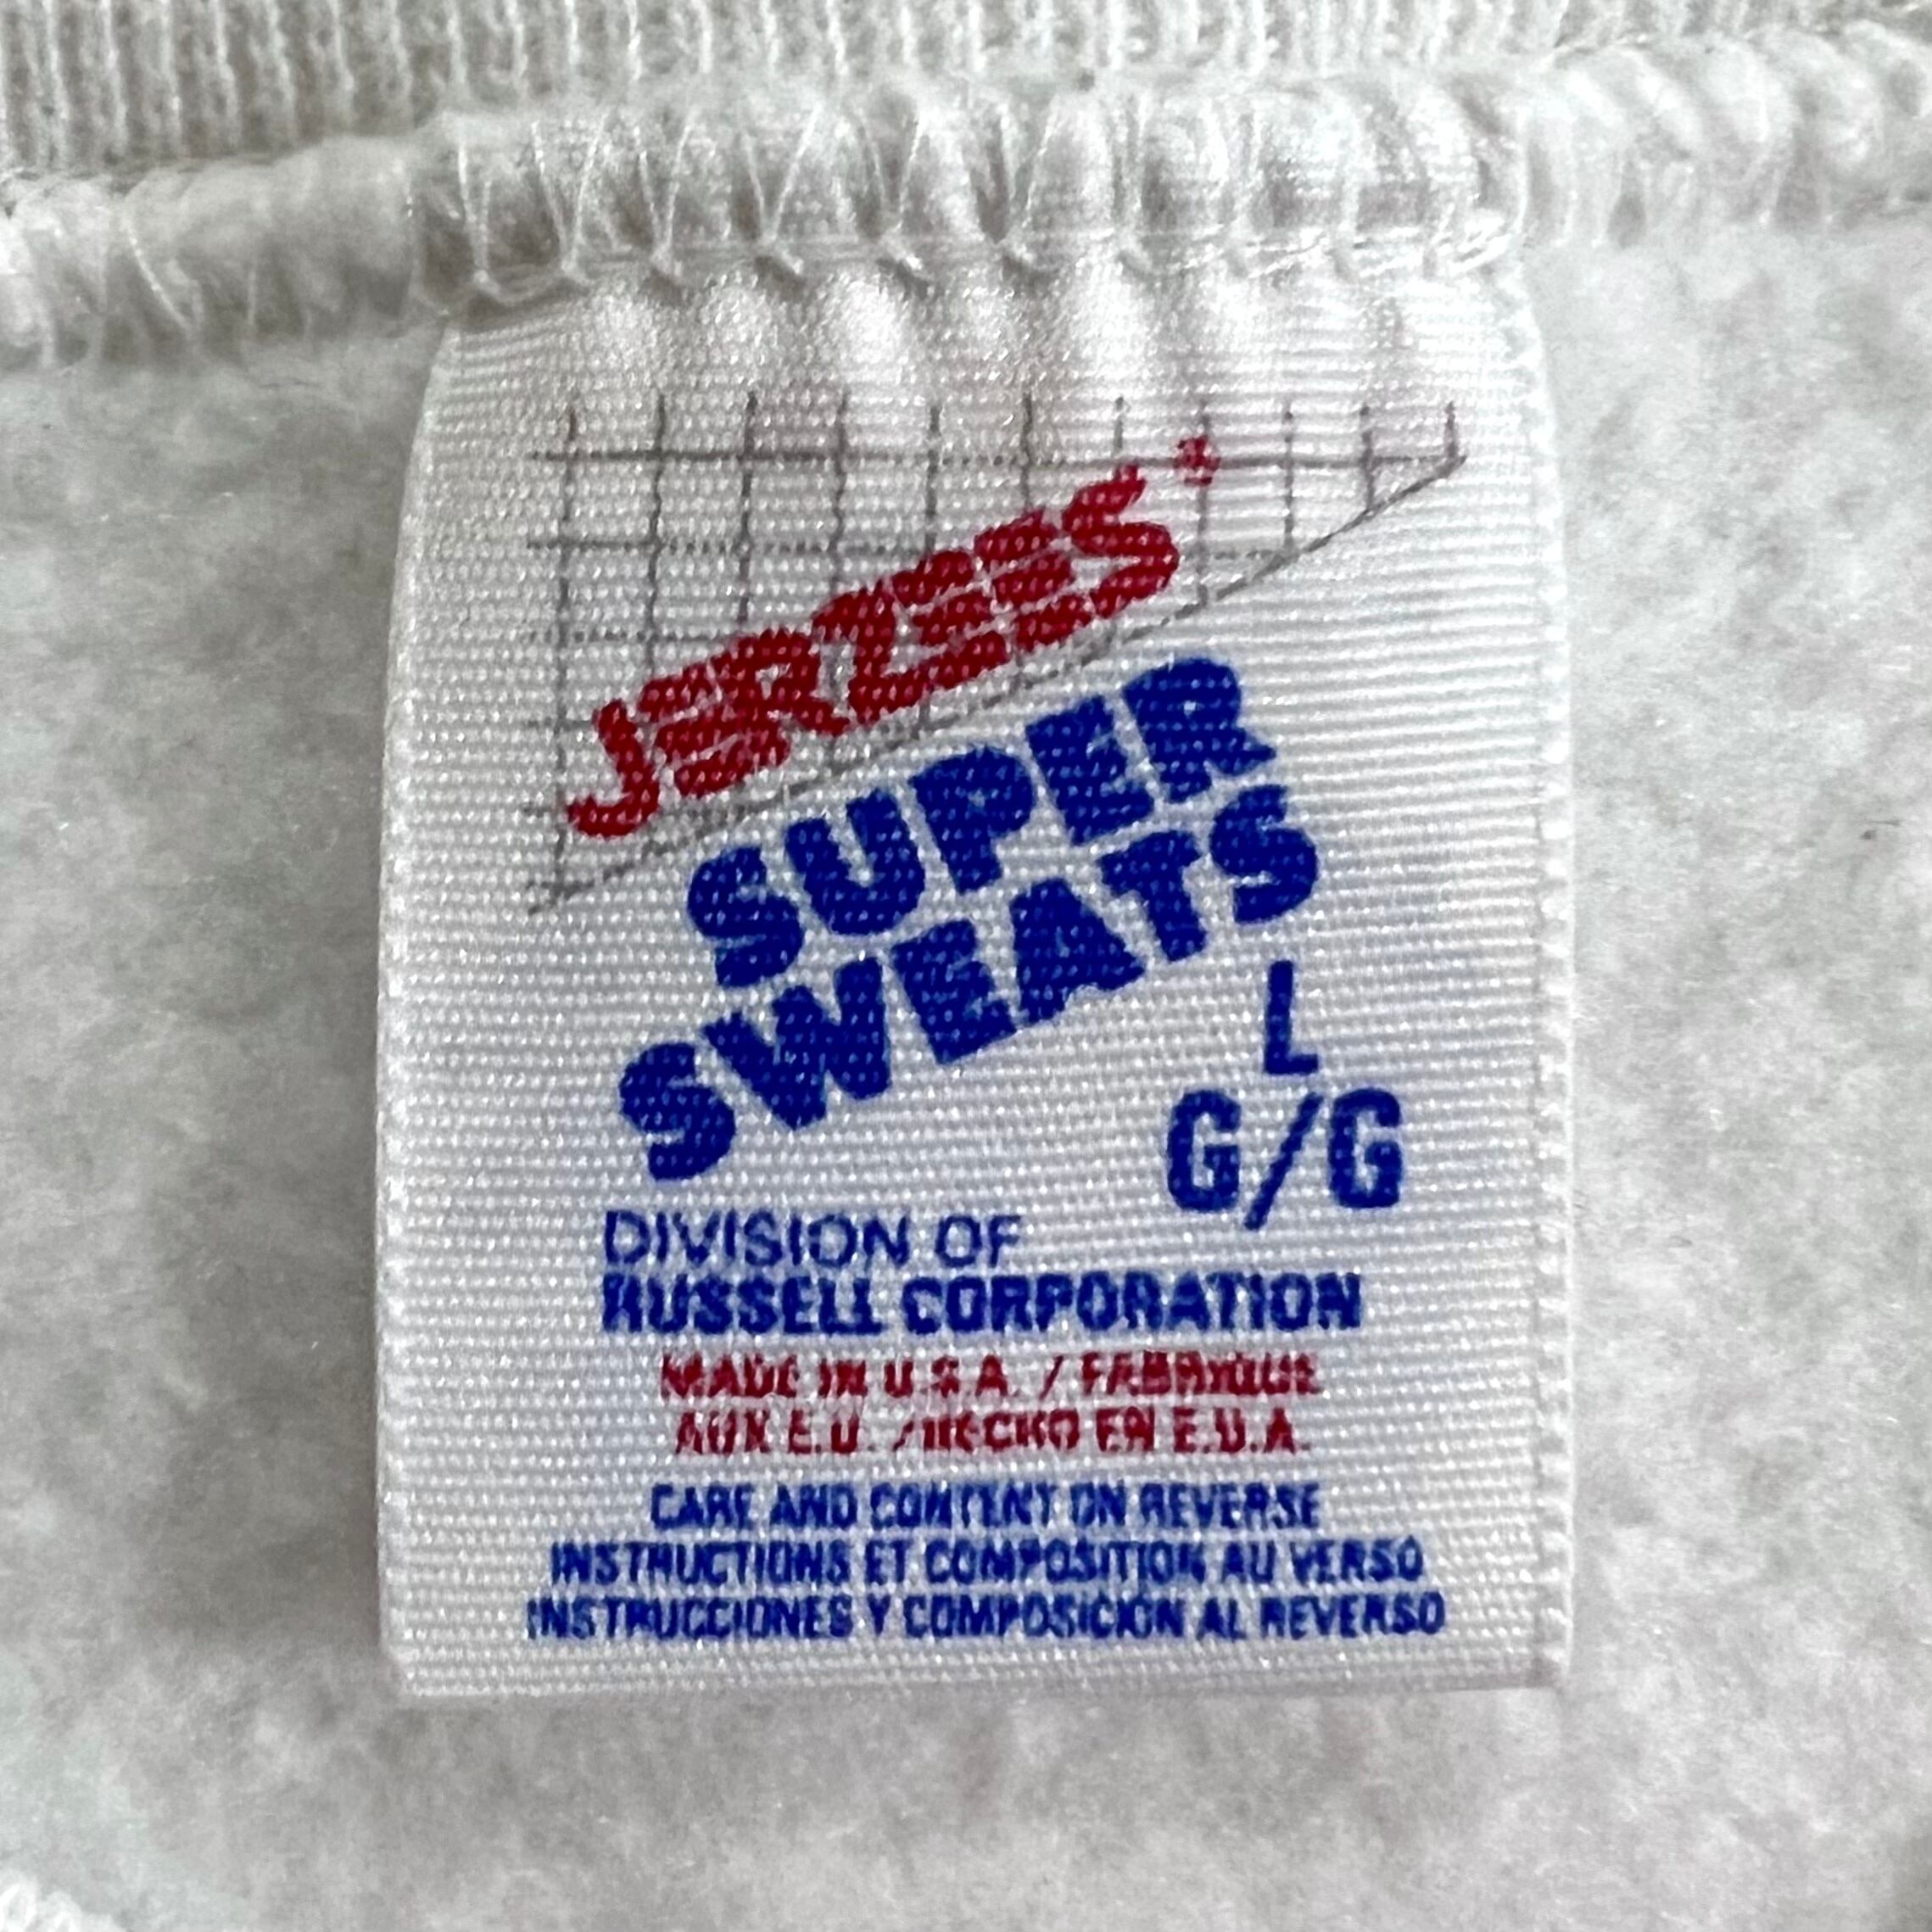 JERZEES®
SUPER
SWEATS
L
G/G
DIVISION OF
RUSSELL CORPORATION
MADE IN U.S.A. / FABRIQUE
AUX E.U. / HECHO EN E.U.A.
CARE AND CONTENT ON REVERSE
INSTRUCTIONS ET COMPOSITION AU VERSO
INSTRUCCIONES Y COMPOSICION AL REVERSO